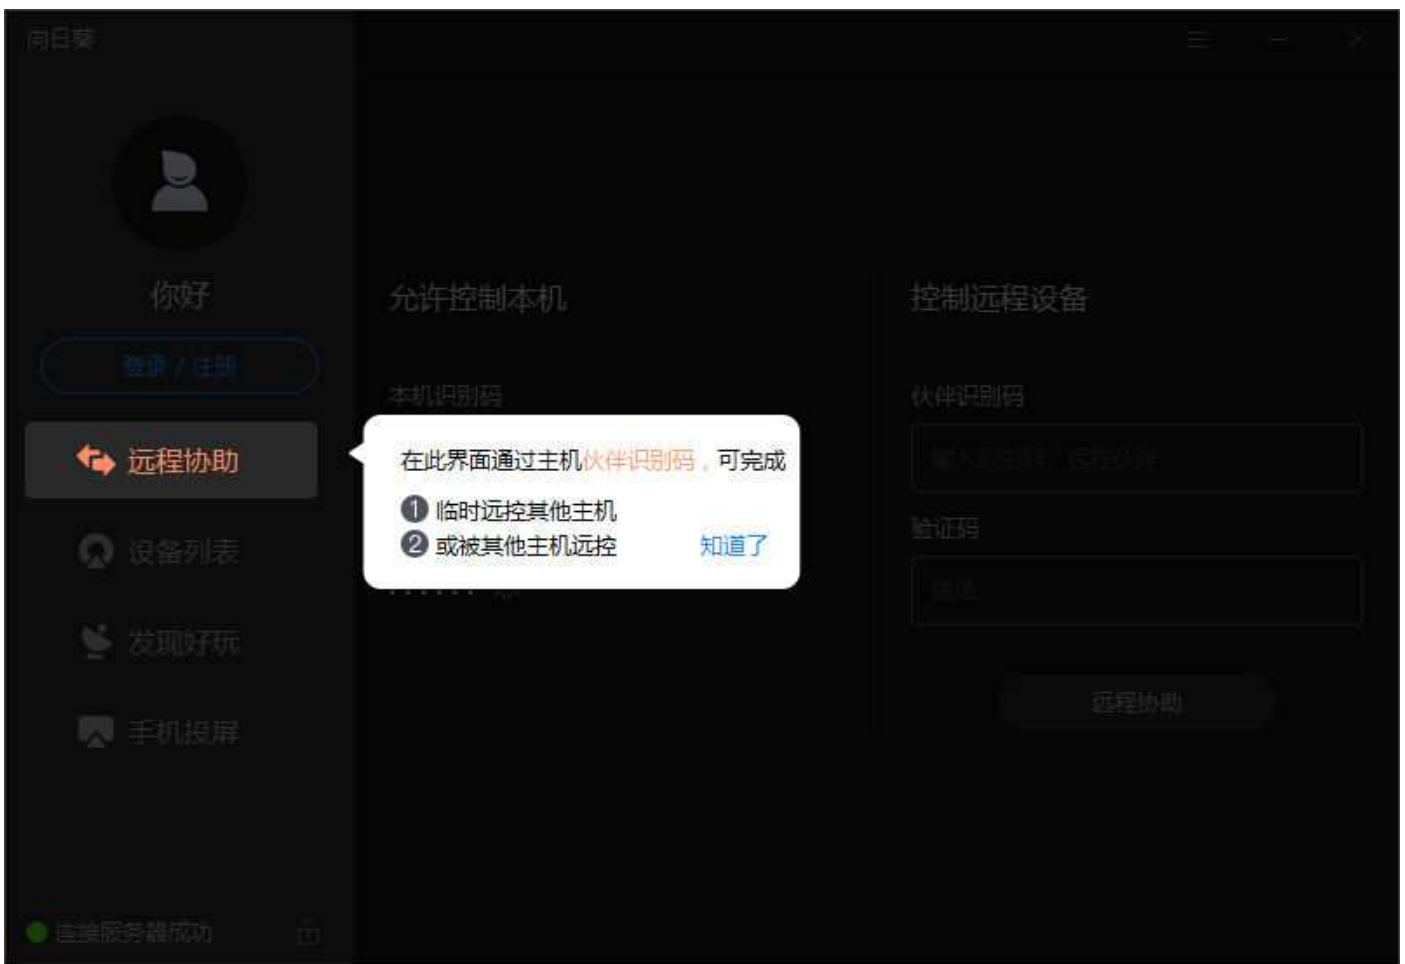 向日葵
你好
登录 / 注册
远程协助
设备列表
发现好玩
手机投屏
连接服务器成功
允许控制本机
本机识别码
在此界面通过主机伙伴识别码，可完成
1 临时远控其他主机
2 或被其他主机远控
知道了
控制远程设备
伙伴识别码
验证码
远程协助